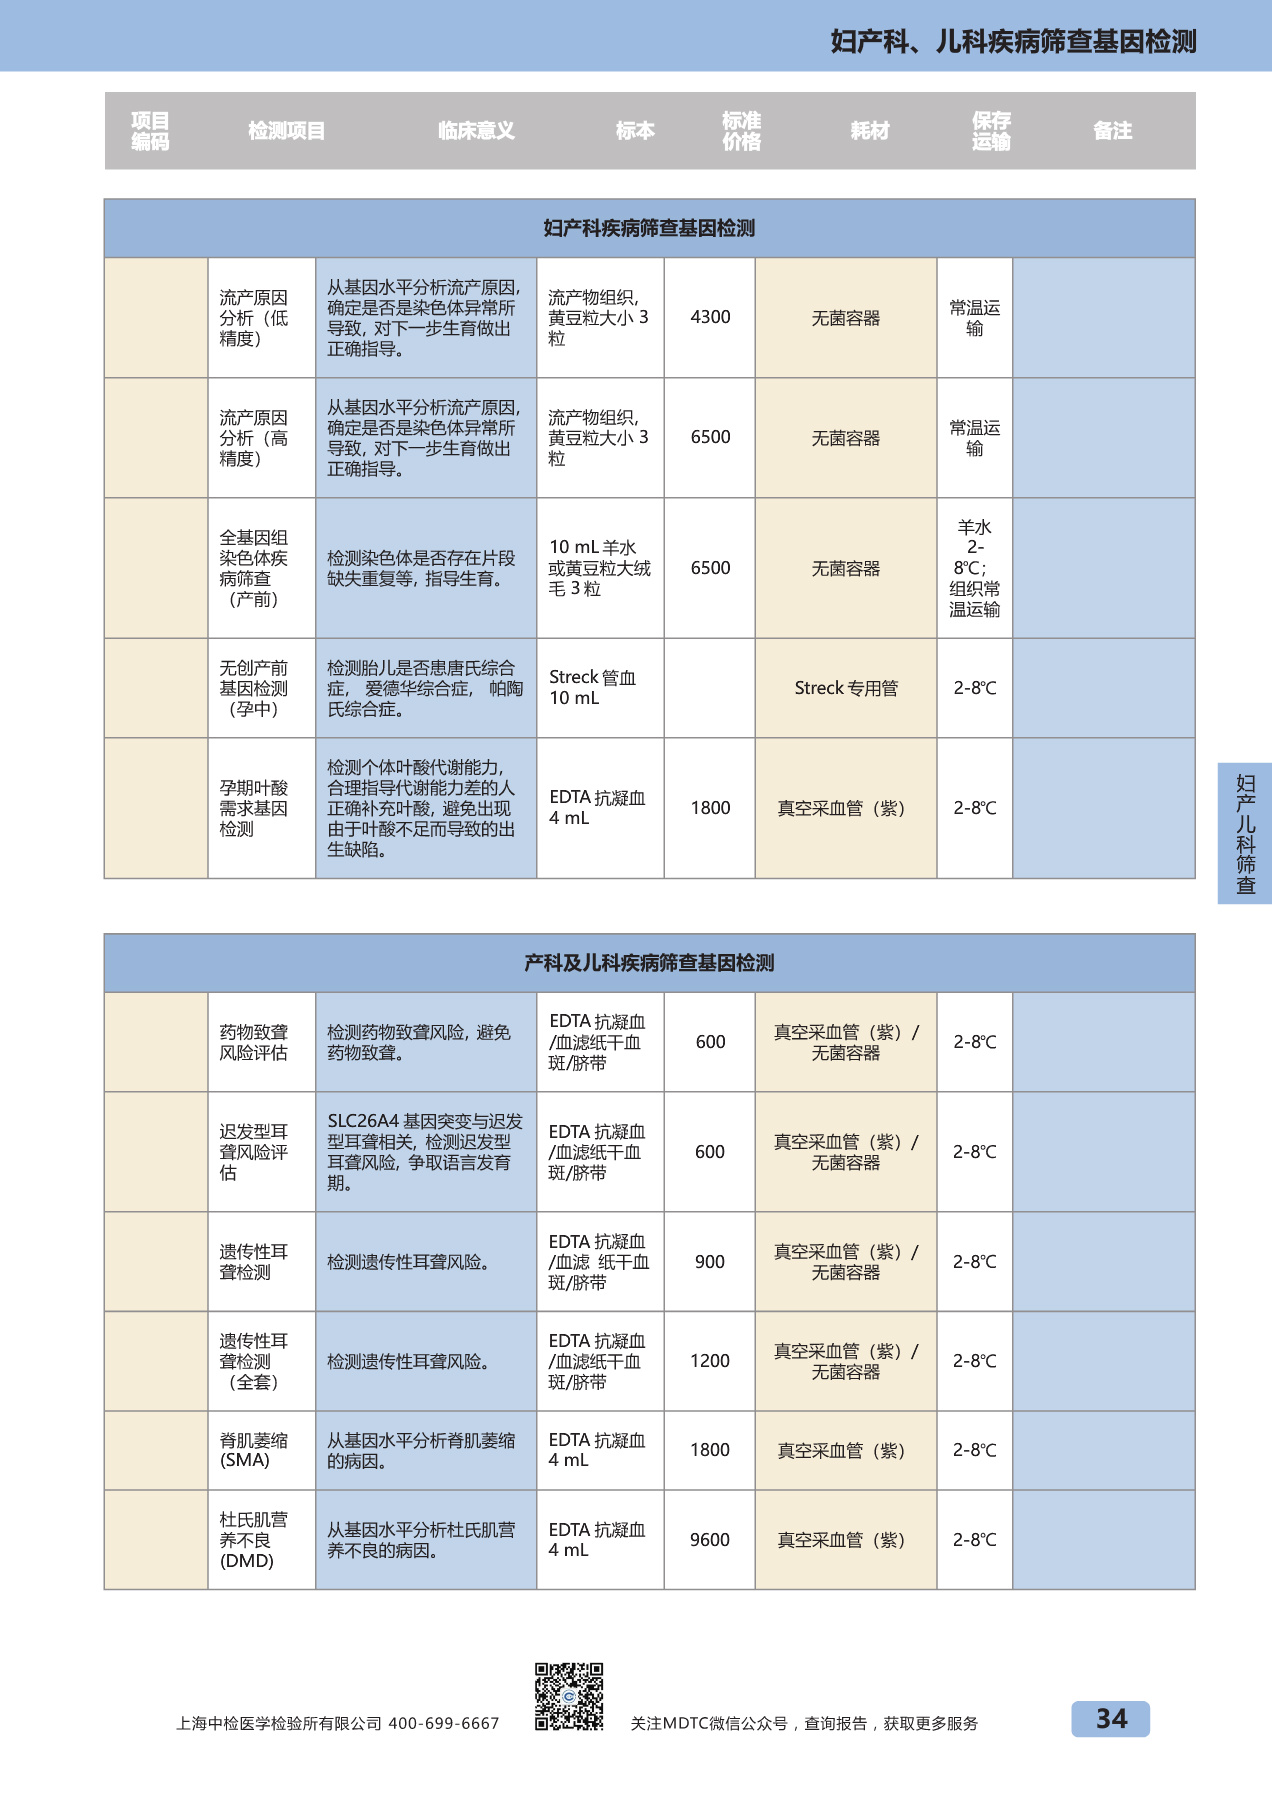 妇产科、儿科疾病筛查基因检测
项目
编码
检测项目
临床意义
标本
标准
价格
耗材
保存
运输
备注
妇产科疾病筛查基因检测
流产原因
分析（低
精度）
从基因水平分析流产原因，
确定是否是染色体异常所
导致，对下一步生育做出
正确指导。
流产物组织，
黄豆粒大小 3
粒
4300
无菌容器
常温运
输
流产原因
分析（高
精度）
从基因水平分析流产原因，
确定是否是染色体异常所
导致，对下一步生育做出
正确指导。
流产物组织，
黄豆粒大小 3
粒
6500
无菌容器
常温运
输
全基因组
染色体疾
病筛查
（产前）
检测染色体是否存在片段
缺失重复等，指导生育。
10 mL 羊水
或黄豆粒大绒
毛 3 粒
6500
无菌容器
羊水
2-
8℃；
组织常
温运输
无创产前
基因检测
（孕中）
检测胎儿是否患唐氏综合
症， 爱德华综合症， 帕陶
氏综合症。
Streck 管血
10 mL
Streck 专用管
2-8℃
孕期叶酸
需求基因
检测
检测个体叶酸代谢能力，
合理指导代谢能力差的人
正确补充叶酸，避免出现
由于叶酸不足而导致的出
生缺陷。
EDTA 抗凝血
4 mL
1800
真空采血管（紫）
2-8℃
妇产儿科筛查
产科及儿科疾病筛查基因检测
药物致聋
风险评估
检测药物致聋风险，避免
药物致聋。
EDTA 抗凝血
/血滤纸干血
斑/脐带
600
真空采血管（紫）/
无菌容器
2-8℃
迟发型耳
聋风险评
估
SLC26A4 基因突变与迟发
型耳聋相关，检测迟发型
耳聋风险，争取语言发育
期。
EDTA 抗凝血
/血滤纸干血
斑/脐带
600
真空采血管（紫）/
无菌容器
2-8℃
遗传性耳
聋检测
检测遗传性耳聋风险。
EDTA 抗凝血
/血滤 纸干血
斑/脐带
900
真空采血管（紫）/
无菌容器
2-8℃
遗传性耳
聋检测
（全套）
检测遗传性耳聋风险。
EDTA 抗凝血
/血滤纸干血
斑/脐带
1200
真空采血管（紫）/
无菌容器
2-8℃
脊肌萎缩
(SMA)
从基因水平分析脊肌萎缩
的病因。
EDTA 抗凝血
4 mL
1800
真空采血管（紫）
2-8℃
杜氏肌营
养不良
(DMD)
从基因水平分析杜氏肌营
养不良的病因。
EDTA 抗凝血
4 mL
9600
真空采血管（紫）
2-8℃
上海中检医学检验所有限公司 400-699-6667
关注MDTC微信公众号，查询报告，获取更多服务
34